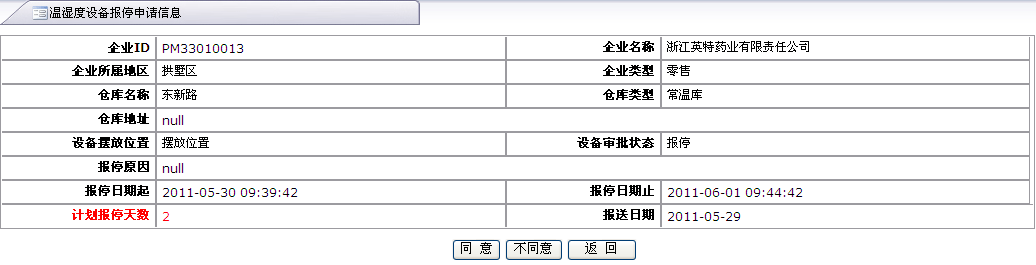 温湿度设备报停申请信息
企业ID PM33010013 企业名称 浙江英特药业有限责任公司
企业所属地区 拱墅区 企业类型 零售
仓库名称 东新路 仓库类型 常温库
仓库地址 null
设备摆放位置 摆放位置 设备审批状态 报停
报停原因 null
报停日期起 2011-05-30 09:39:42 报停日期止 2011-06-01 09:44:42
计划报停天数 2 报送日期 2011-05-29
同 意 不同意 返 回